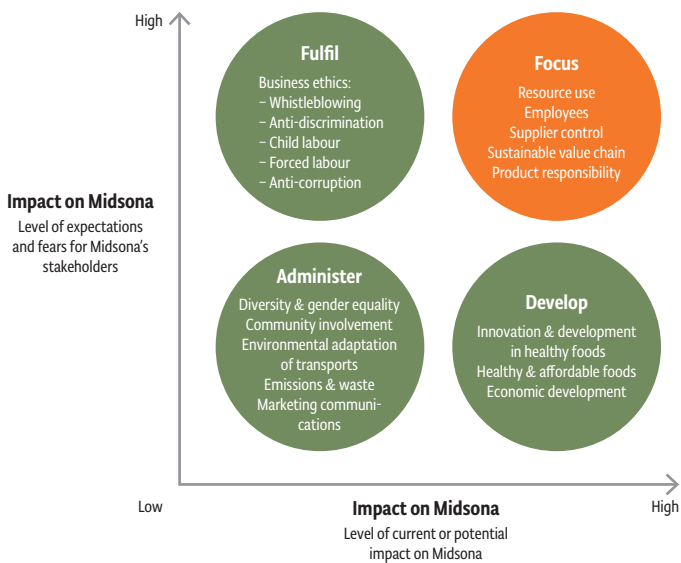 High
Fulfil
Business ethics:
– Whistleblowing
– Anti-discrimination
– Child labour
– Forced labour
– Anti-corruption
Focus
Resource use
Employees
Supplier control
Sustainable value chain
Product responsibility
Impact on Midsona
Level of expectations
and fears for Midsona’s
stakeholders
Administer
Diversity & gender equality
Community involvement
Environmental adaptation
of transports
Emissions & waste
Marketing communi-
cations
Develop
Innovation & development
in healthy foods
Healthy & affordable foods
Economic development
Low
Impact on Midsona
Level of current or potential
impact on Midsona
High